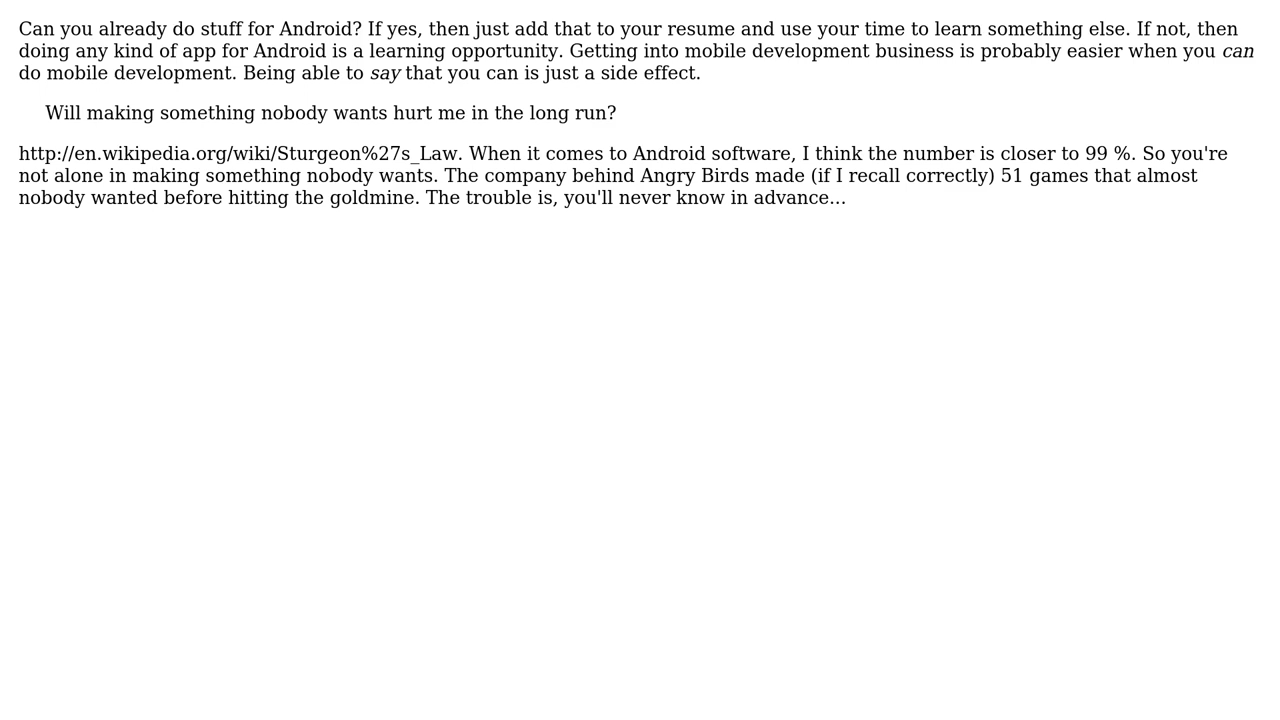 Can you already do stuff for Android? If yes, then just add that to your resume and use your time to learn something else. If not, then
doing any kind of app for Android is a learning opportunity. Getting into mobile development business is probably easier when you can
do mobile development. Being able to say that you can is just a side effect.
Will making something nobody wants hurt me in the long run?
http://en.wikipedia.org/wiki/Sturgeon%27s_Law. When it comes to Android software, I think the number is closer to 99 %. So you're
not alone in making something nobody wants. The company behind Angry Birds made (if I recall correctly) 51 games that almost
nobody wanted before hitting the goldmine. The trouble is, you'll never know in advance...